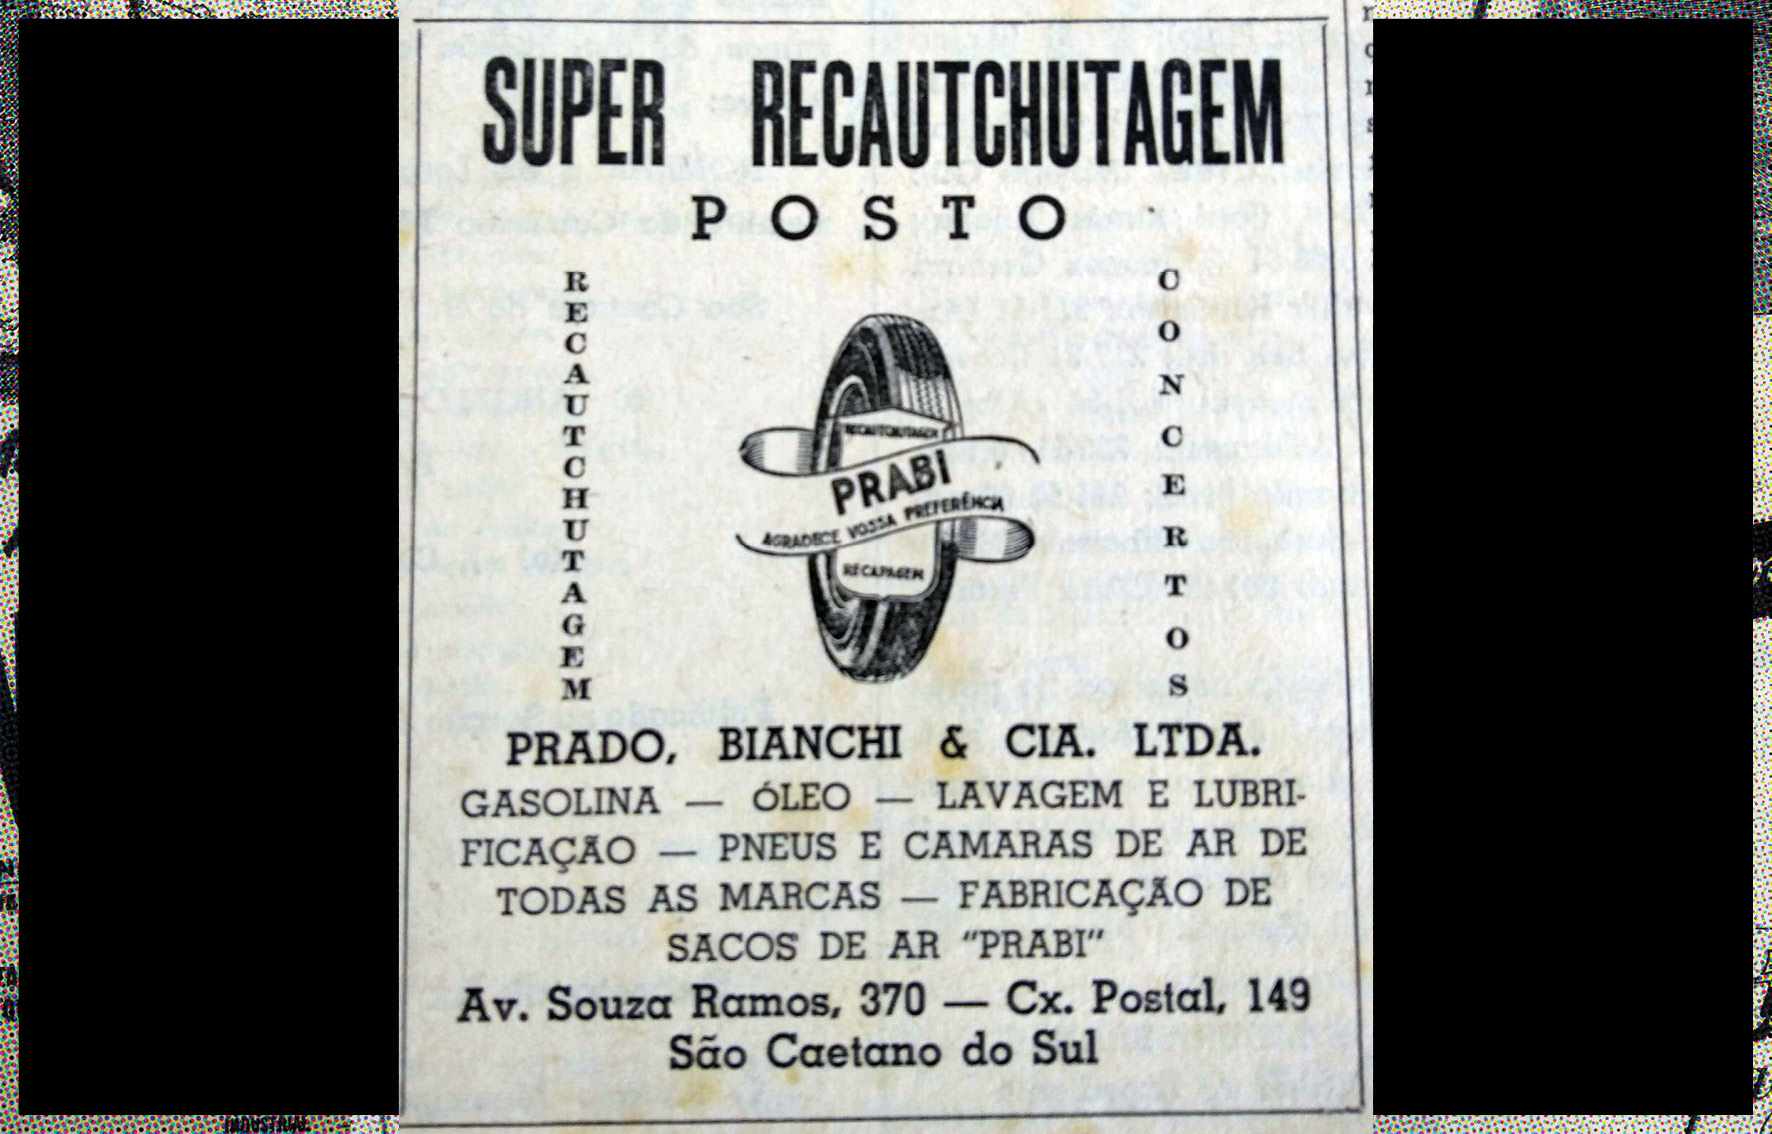 SUPER RECAUTCHUTAGEM
POSTO
RECAUTCHUTAGEM
CONCERTOS
RECAUTCHUTAGEM
PRABI
AGRADECE VOSSA PREFERÊNCIA
RECAPAGEM
PRADO, BIANCHI & CIA. LTDA.
GASOLINA — ÓLEO — LAVAGEM E LUBRI-
FICAÇÃO — PNEUS E CAMARAS DE AR DE
TODAS AS MARCAS — FABRICAÇÃO DE
SACOS DE AR “PRABI”
Av. Souza Ramos, 370 — Cx. Postal, 149
São Caetano do Sul